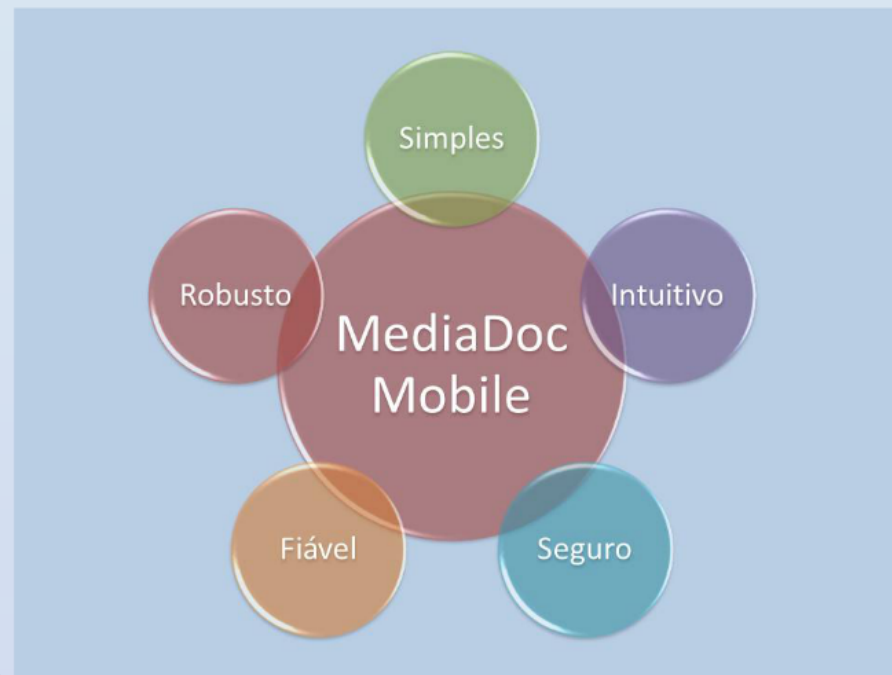 Simples
Robusto
Intuitivo
MediaDoc
Mobile
Fiável
Seguro